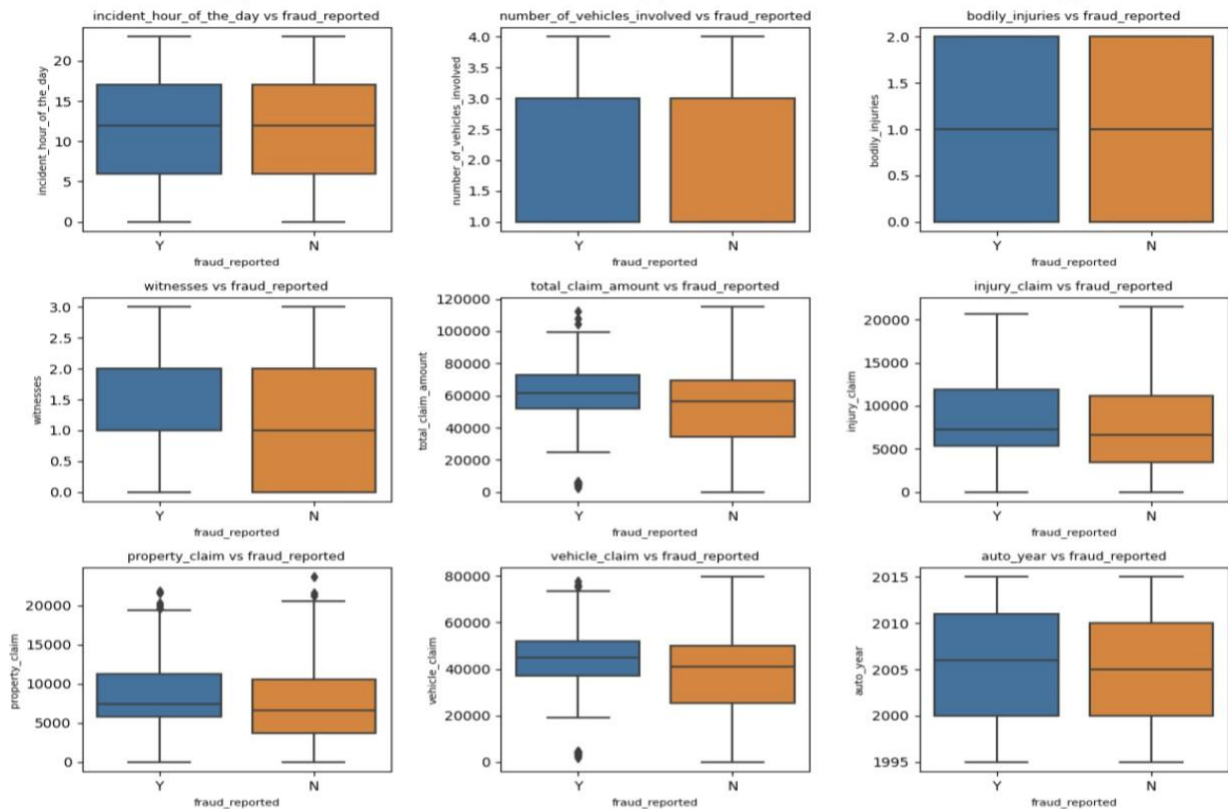 incident_hour_of_the_day vs fraud_reported
incident_hour_of_the_day
20
15
10
5
0
Y N
fraud_reported
number_of_vehicles_involved vs fraud_reported
number_of_vehicles_involved
4.0
3.5
3.0
2.5
2.0
1.5
1.0
Y N
fraud_reported
bodily_injuries vs fraud_reported
bodily_injuries
2.0
1.5
1.0
0.5
0.0
Y N
fraud_reported
witnesses vs fraud_reported
witnesses
3.0
2.5
2.0
1.5
1.0
0.5
0.0
Y N
fraud_reported
total_claim_amount vs fraud_reported
total_claim_amount
120000
100000
80000
60000
40000
20000
0
Y N
fraud_reported
injury_claim vs fraud_reported
injury_claim
20000
15000
10000
5000
0
Y N
fraud_reported
property_claim vs fraud_reported
property_claim
20000
15000
10000
5000
0
Y N
fraud_reported
vehicle_claim vs fraud_reported
vehicle_claim
80000
60000
40000
20000
0
Y N
fraud_reported
auto_year vs fraud_reported
auto_year
2015
2010
2005
2000
1995
Y N
fraud_reported